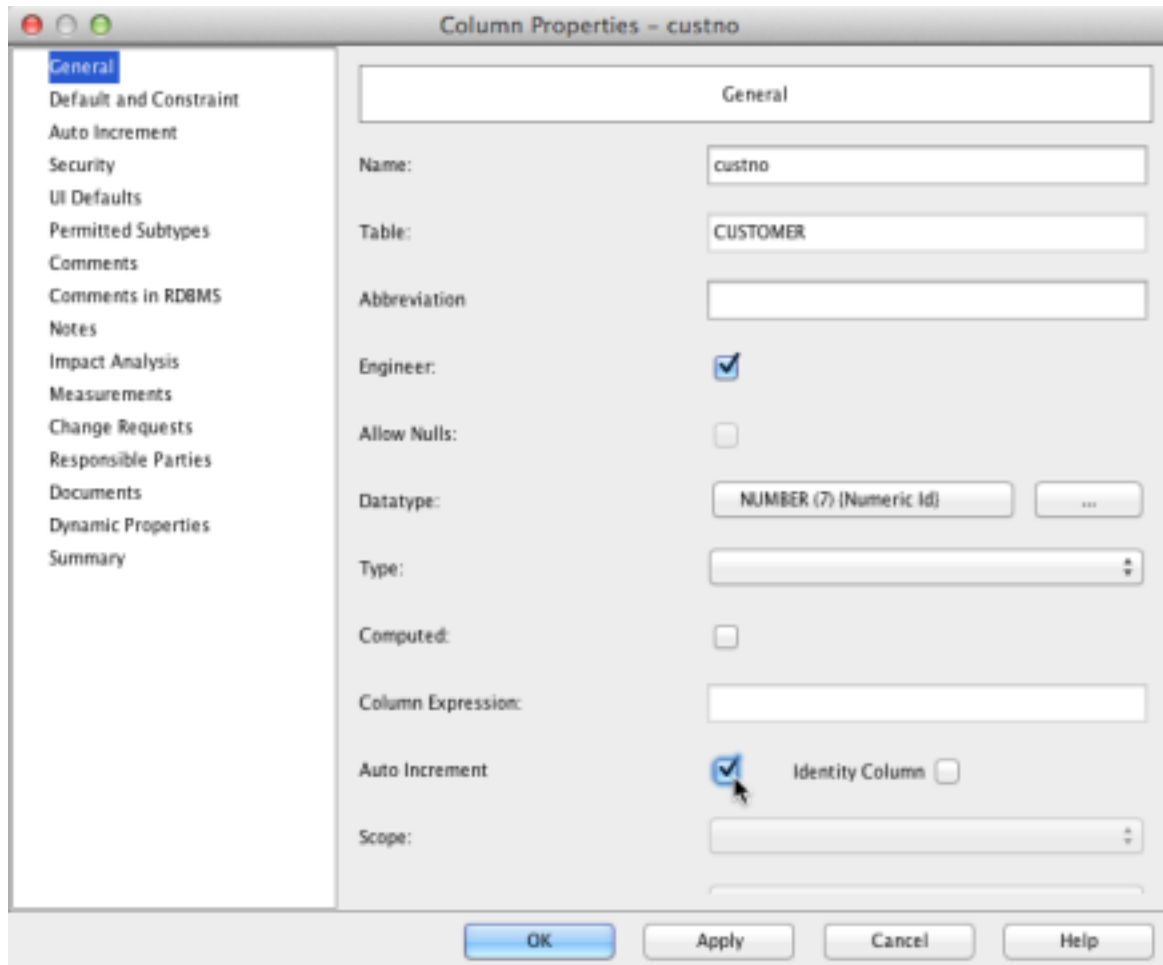 Column Properties – custno
General
Default and Constraint
Auto Increment
Security
UI Defaults
Permitted Subtypes
Comments
Comments in RDBMS
Notes
Impact Analysis
Measurements
Change Requests
Responsible Parties
Documents
Dynamic Properties
Summary
General
Name: custno
Table: CUSTOMER
Abbreviation
Engineer:
Allow Nulls:
Datatype: NUMBER (7) (Numeric Id) ...
Type:
Computed:
Column Expression:
Auto Increment Identity Column
Scope:
OK Apply Cancel Help